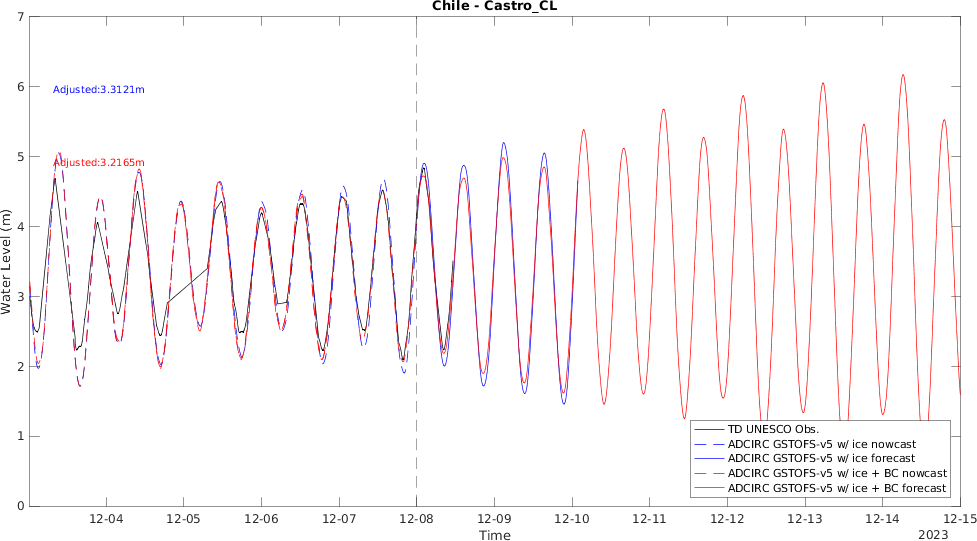 Chile - Castro_CL
7
6
5
4
3
2
1
0
Water Level (m)
Adjusted:3.3121m
Adjusted:3.2165m
TD UNESCO Obs.
ADCIRC GSTOFS-v5 w/ ice nowcast
ADCIRC GSTOFS-v5 w/ ice forecast
ADCIRC GSTOFS-v5 w/ ice + BC nowcast
ADCIRC GSTOFS-v5 w/ ice + BC forecast
12-04 12-05 12-06 12-07 12-08 12-09 12-10 12-11 12-12 12-13 12-14 12-15
Time
2023